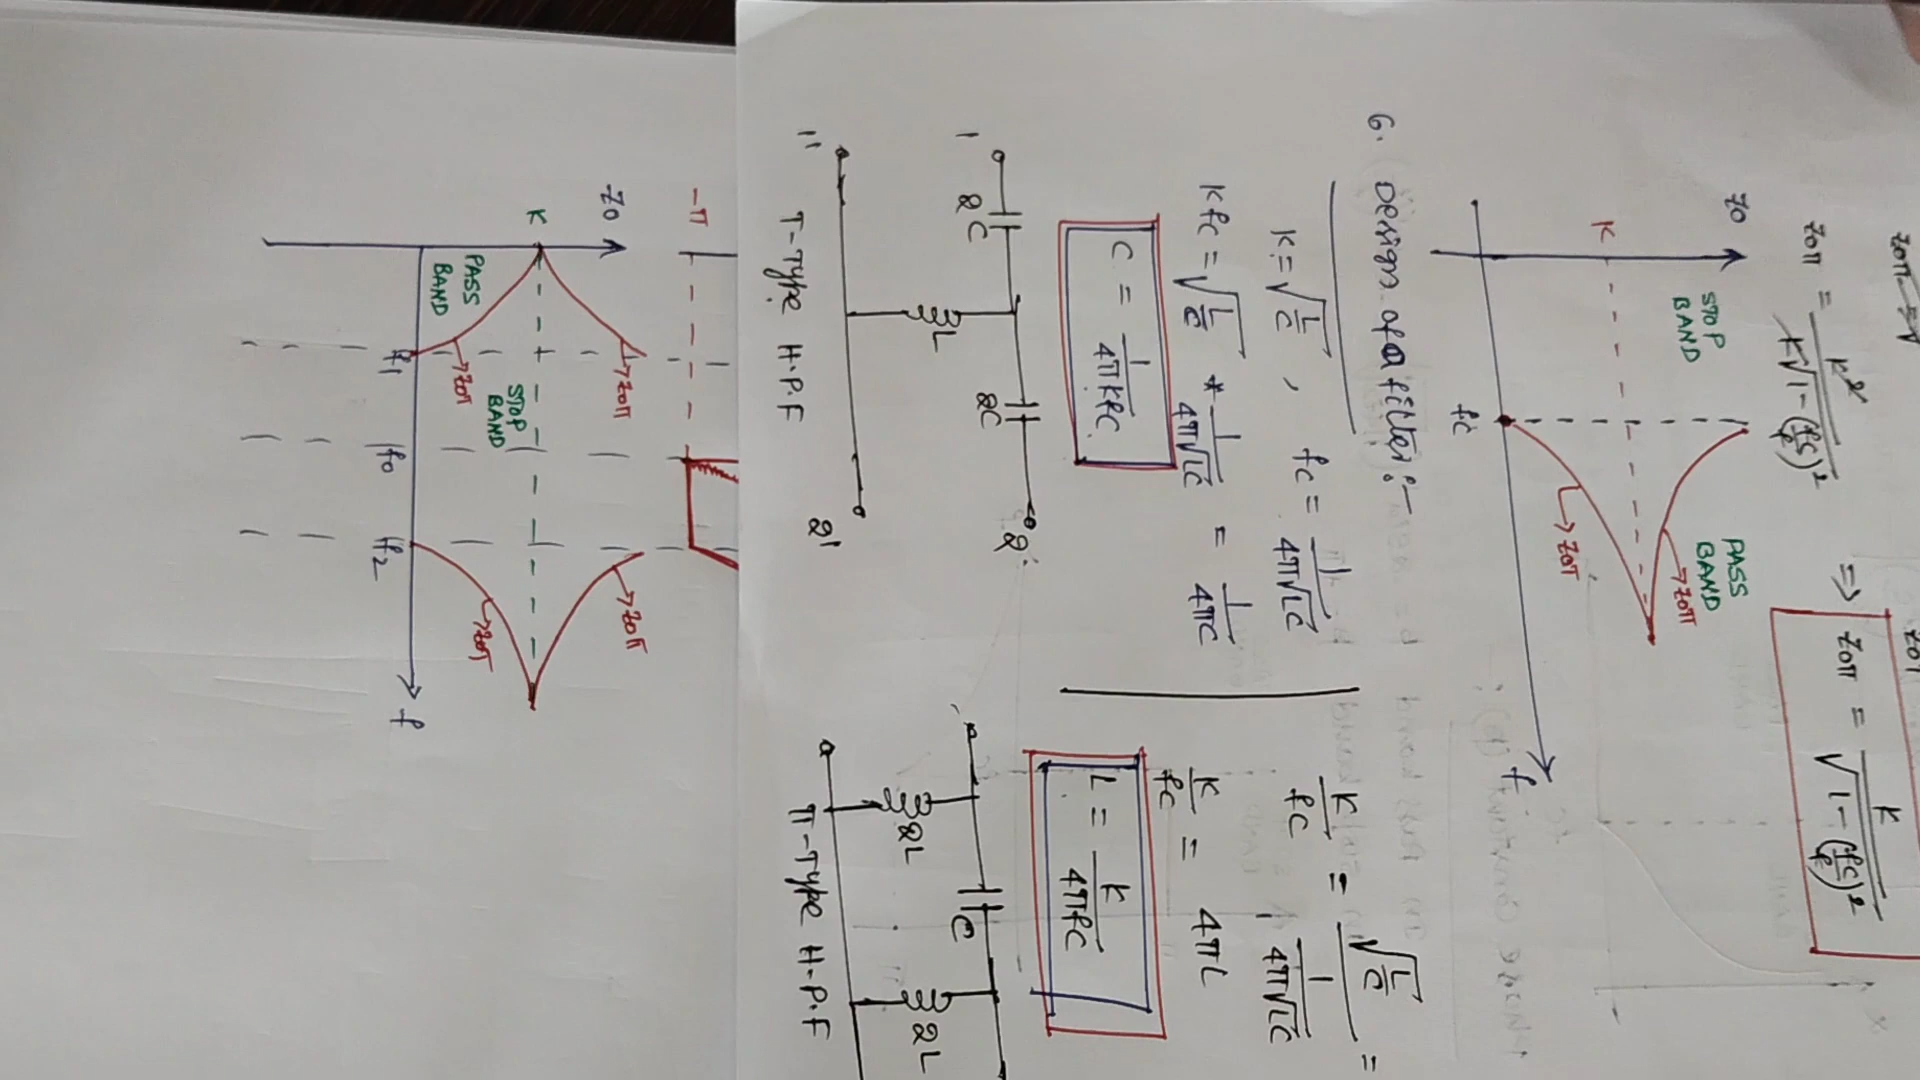 Z0π = K² / K√1-(fc/f)² => Z0π = K / √1-(fc/f)²
Z0
K
STOP BAND
PASS BAND
Z0π
Z0π
fc
f
6. Design of a filter:-
K = √L/C , fc = 1/4π√LC
Kfc = √L/C * 1/4π√LC = 1/4πC
C = 1/4πKfc
K/fc = √L/C / 1/4π√LC =
K/fc = 4πL
L = K/4πfc
1
2C
2C
2
L
1'
2'
T-Type H.P.F
C
2L
2L
π-Type H.P.F
-π
Z0
K
PASS BAND
STOP BAND
Z0π
Z0T
Z0π
Z0T
f1
f0
f2
f